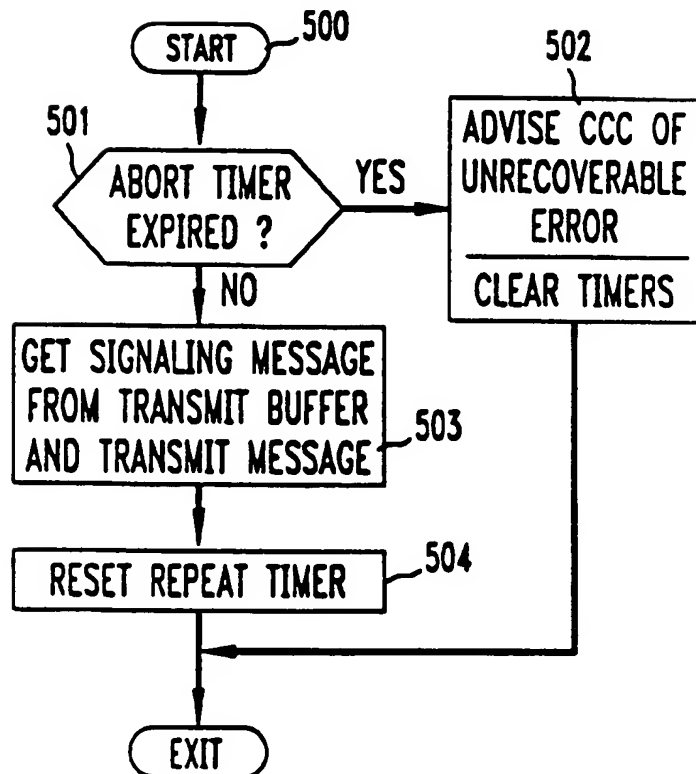 START
500
501
ABORT TIMER
EXPIRED ?
YES
NO
502
ADVISE CCC OF
UNRECOVERABLE
ERROR
CLEAR TIMERS
GET SIGNALING MESSAGE
FROM TRANSMIT BUFFER
AND TRANSMIT MESSAGE
503
RESET REPEAT TIMER
504
EXIT